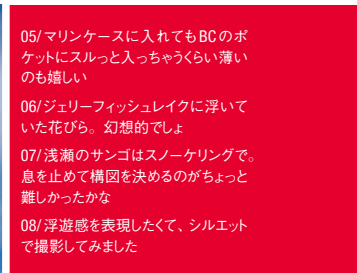 05/マリンケースに入れてもBCのポ
ケットにスルっと入っちゃうくらい薄い
のも嬉しい
06/ジェリーフィッシュレイクに浮いて
いた花びら。幻想的でしょ
07/浅瀬のサンゴはスノーケリングで。
息を止めて構図を決めるのがちょっと
難しかったかな
08/浮遊感を表現したくて、シルエット
で撮影してみました